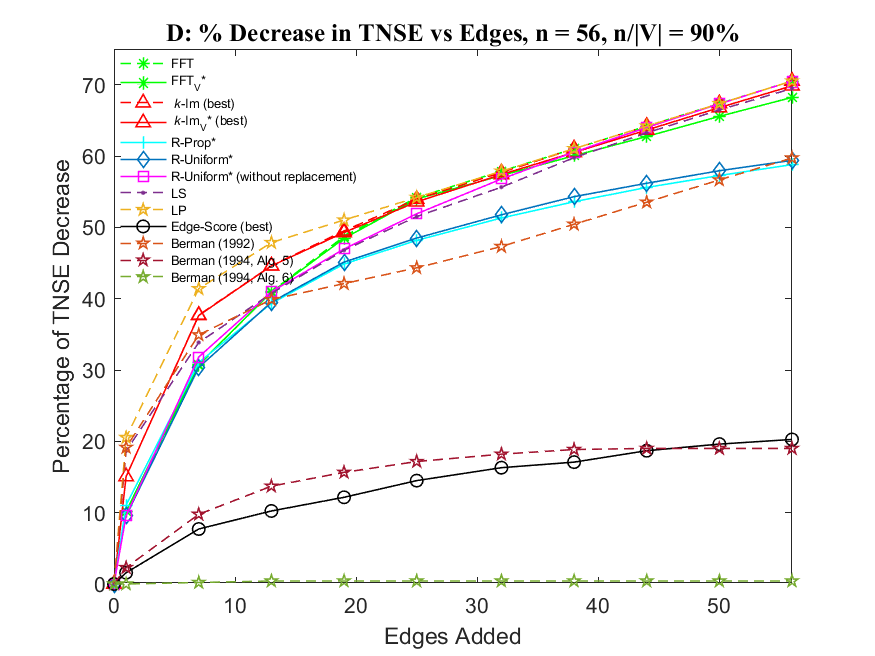 D: % Decrease in TNSE vs Edges, n = 56, n/|V| = 90%
FFT
FFT_V*
k-Im (best)
k-Im_V* (best)
R-Prop*
R-Uniform*
R-Uniform* (without replacement)
LS
LP
Edge-Score (best)
Berman (1992)
Berman (1994, Alg. 5)
Berman (1994, Alg. 6)
Percentage of TNSE Decrease
70
60
50
40
30
20
10
0
0 10 20 30 40 50
Edges Added